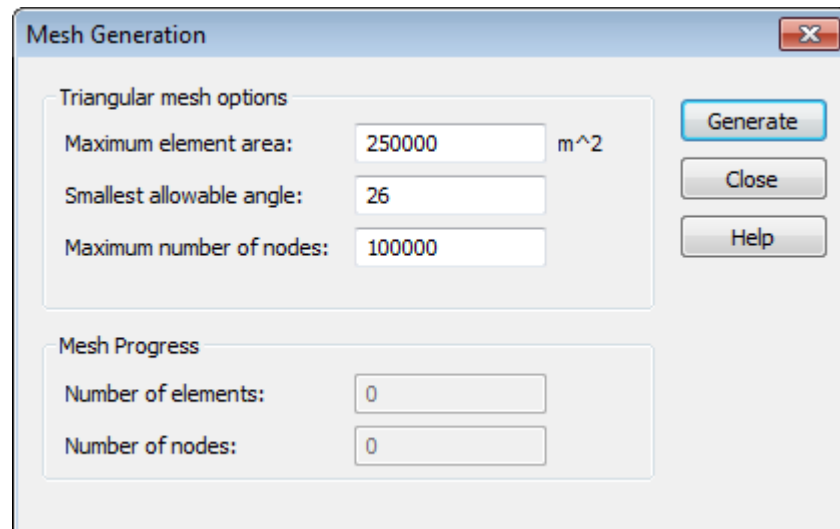 Mesh Generation
Triangular mesh options
Maximum element area: 250000 m^2
Smallest allowable angle: 26
Maximum number of nodes: 100000
Generate
Close
Help
Mesh Progress
Number of elements: 0
Number of nodes: 0